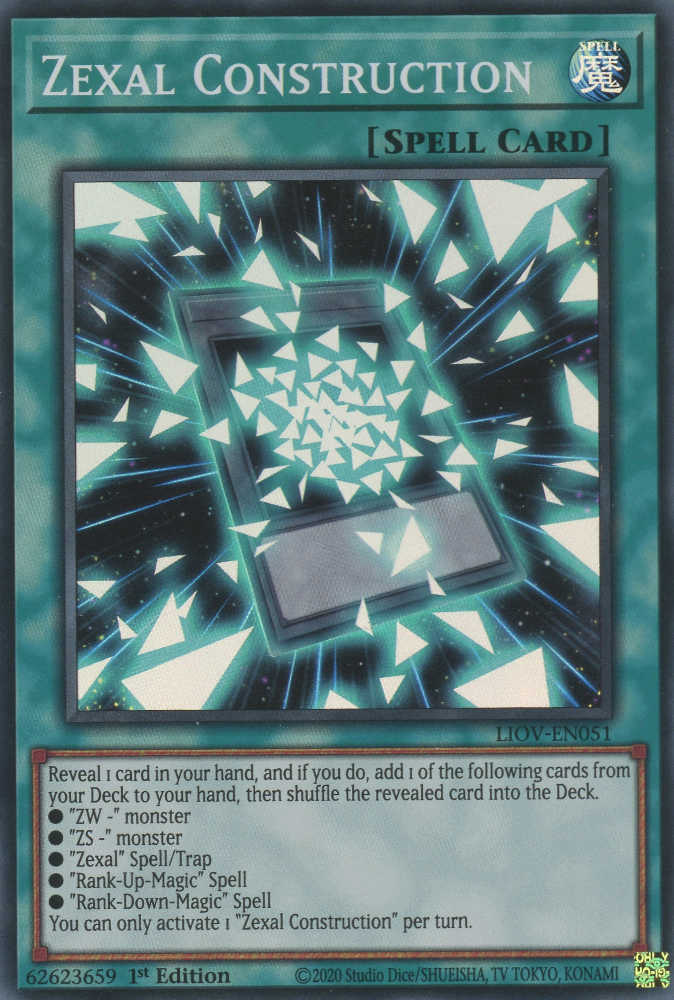 Zexal Construction
SPELL
魔
[Spell Card]
LIOV-EN051
Reveal 1 card in your hand, and if you do, add 1 of the following cards from
your Deck to your hand, then shuffle the revealed card into the Deck.
● "ZW -" monster
● "ZS -" monster
● "Zexal" Spell/Trap
● "Rank-Up-Magic" Spell
● "Rank-Down-Magic" Spell
You can only activate 1 "Zexal Construction" per turn.
62623659 1st Edition ©2020 Studio Dice/SHUEISHA, TV TOKYO, KONAMI